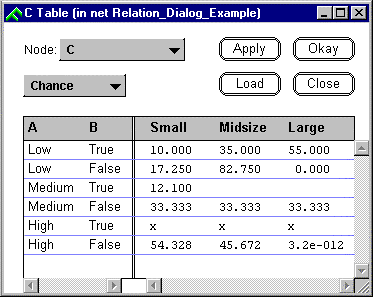 C Table (in net Relation_Dialog_Example)
Node: C Apply Okay
Chance Load Close
A B Small Midsize Large
Low True 10.000 35.000 55.000
Low False 17.250 82.750 0.000
Medium True 12.100
Medium False 33.333 33.333 33.333
High True x x x
High False 54.328 45.672 3.2e-012